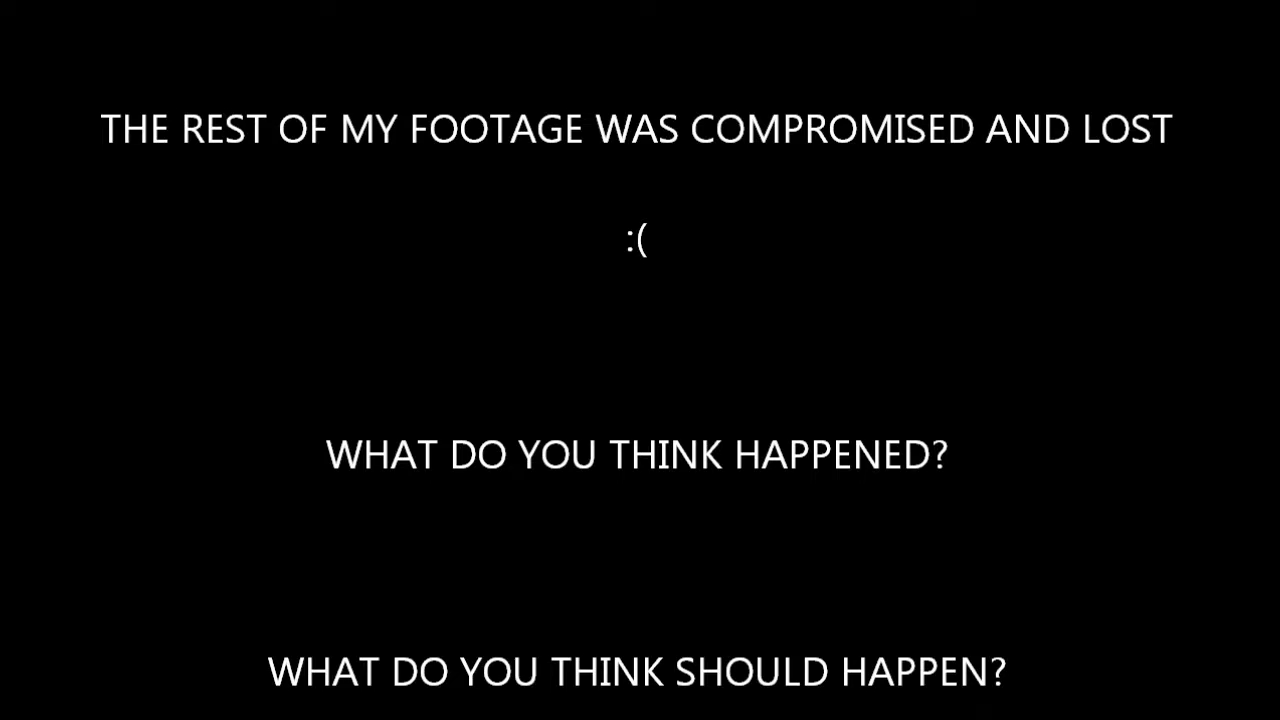 THE REST OF MY FOOTAGE WAS COMPROMISED AND LOST
:(
WHAT DO YOU THINK HAPPENED?
WHAT DO YOU THINK SHOULD HAPPEN?